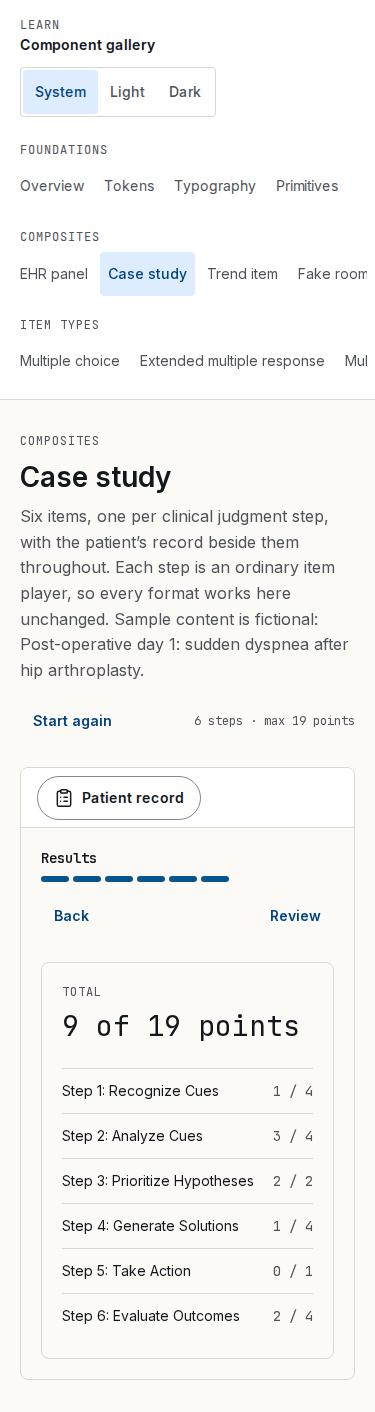 LEARN
Component gallery
System Light Dark
FOUNDATIONS
Overview Tokens Typography Primitives
COMPOSITES
EHR panel Case study Trend item Fake room
ITEM TYPES
Multiple choice Extended multiple response Mul
COMPOSITES
Case study
Six items, one per clinical judgment step,
with the patient’s record beside them
throughout. Each step is an ordinary item
player, so every format works here
unchanged. Sample content is fictional:
Post-operative day 1: sudden dyspnea after
hip arthroplasty.
Start again 6 steps · max 19 points
Patient record
Results
Back Review
TOTAL
9 of 19 points
Step 1: Recognize Cues 1 / 4
Step 2: Analyze Cues 3 / 4
Step 3: Prioritize Hypotheses 2 / 2
Step 4: Generate Solutions 1 / 4
Step 5: Take Action 0 / 1
Step 6: Evaluate Outcomes 2 / 4